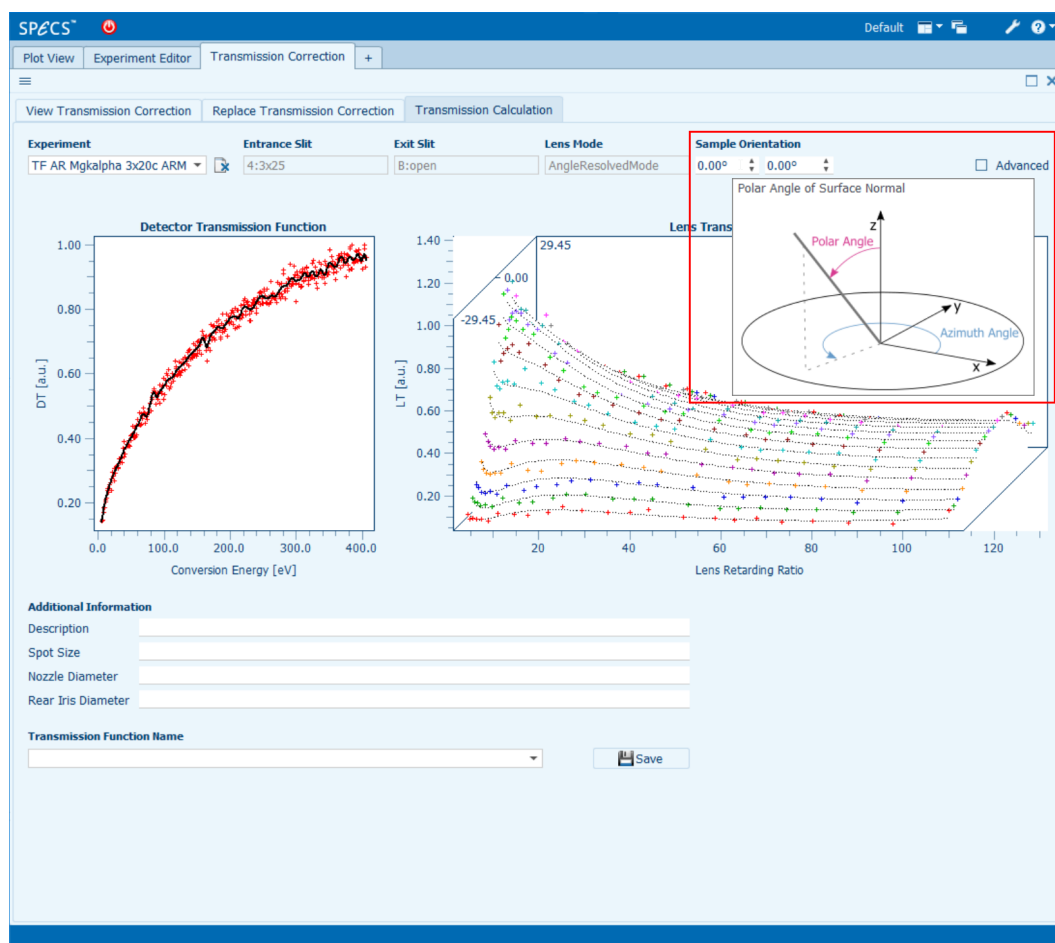 SPECS™
Default
Plot View Experiment Editor Transmission Correction +
View Transmission Correction Replace Transmission Correction Transmission Calculation
Experiment Entrance Slit Exit Slit Lens Mode Sample Orientation
TF AR Mgkalpha 3x20c ARM 4:3x25 B:open AngleResolvedMode 0.00° 0.00° Advanced
Polar Angle of Surface Normal
z
Polar Angle
y
Azimuth Angle
x
Detector Transmission Function
1.00
0.80
0.60
0.40
0.20
DT [a.u.]
0.0 100.0 200.0 300.0 400.0
Conversion Energy [eV]
Lens Trans
1.40
1.20
1.00
0.80
0.60
0.40
0.20
29.45
0.00
-29.45
LT [a.u.]
20 40 60 80 100 120
Lens Retarding Ratio
Additional Information
Description
Spot Size
Nozzle Diameter
Rear Iris Diameter
Transmission Function Name
Save